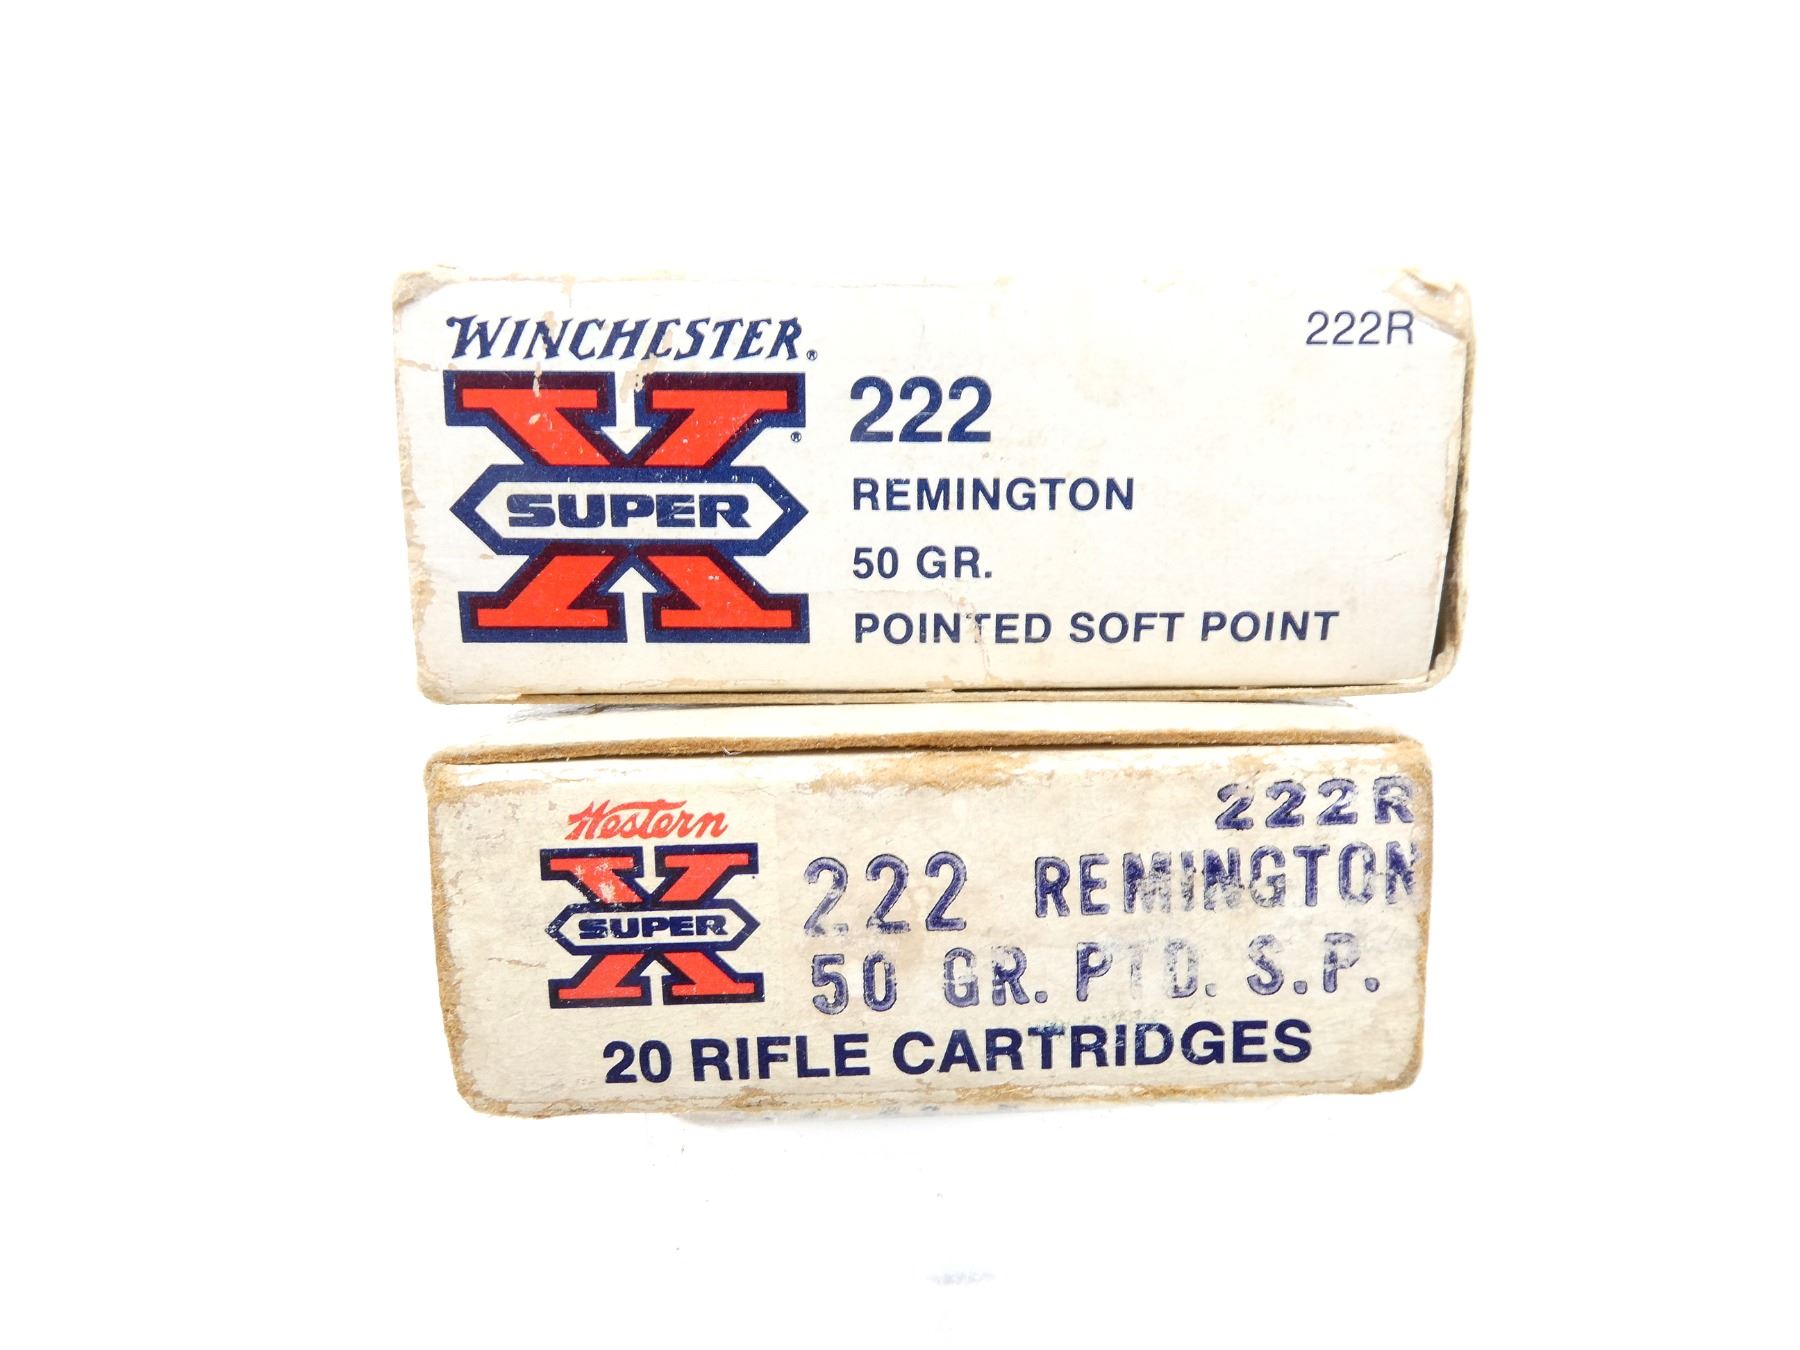 WINCHESTER®
222R
X® SUPER
222
REMINGTON
50 GR.
POINTED SOFT POINT
Western
X SUPER
222R
222 REMINGTON
50 GR. PTD. S.P.
20 RIFLE CARTRIDGES